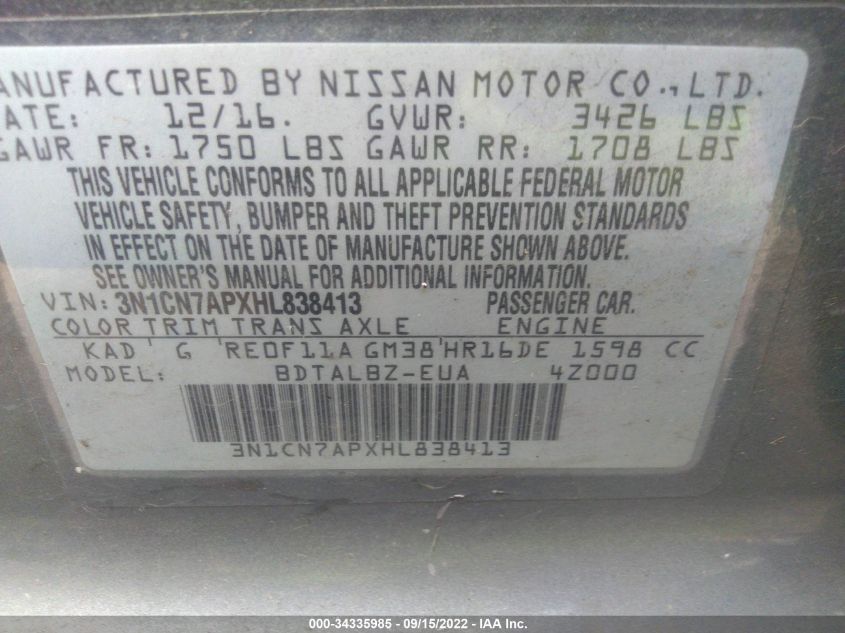 ANUFACTURED BY NISSAN MOTOR CO.,LTD.
ATE: 12/16. GVWR: 3426 LBS
GAWR FR: 1750 LBS GAWR RR: 1708 LBS
THIS VEHICLE CONFORMS TO ALL APPLICABLE FEDERAL MOTOR
VEHICLE SAFETY, BUMPER AND THEFT PREVENTION STANDARDS
IN EFFECT ON THE DATE OF MANUFACTURE SHOWN ABOVE.
SEE OWNER'S MANUAL FOR ADDITIONAL INFORMATION.
VIN: 3N1CN7APXHL838413 PASSENGER CAR.
COLOR TRIM TRANS AXLE ENGINE
KAD G RE0F11A GM38 HR16DE 1598 CC
MODEL: BDTALBZ-EUA 4Z000
3N1CN7APXHL838413
000-34335985 - 09/15/2022 - IAA Inc.